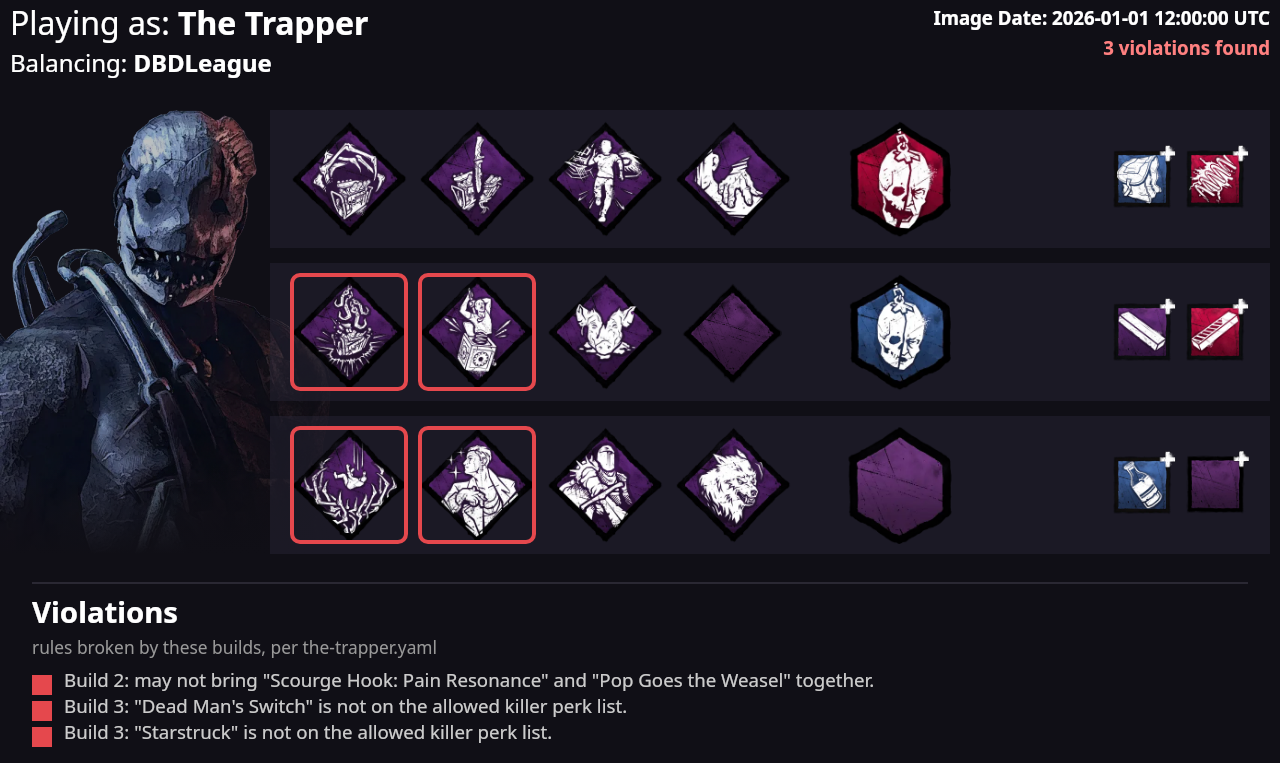 Playing as: The Trapper
Image Date: 2026-01-01 12:00:00 UTC
Balancing: DBDLeague
3 violations found
Violations
rules broken by these builds, per the-trapper.yaml
Build 2: may not bring "Scourge Hook: Pain Resonance" and "Pop Goes the Weasel" together.
Build 3: "Dead Man's Switch" is not on the allowed killer perk list.
Build 3: "Starstruck" is not on the allowed killer perk list.